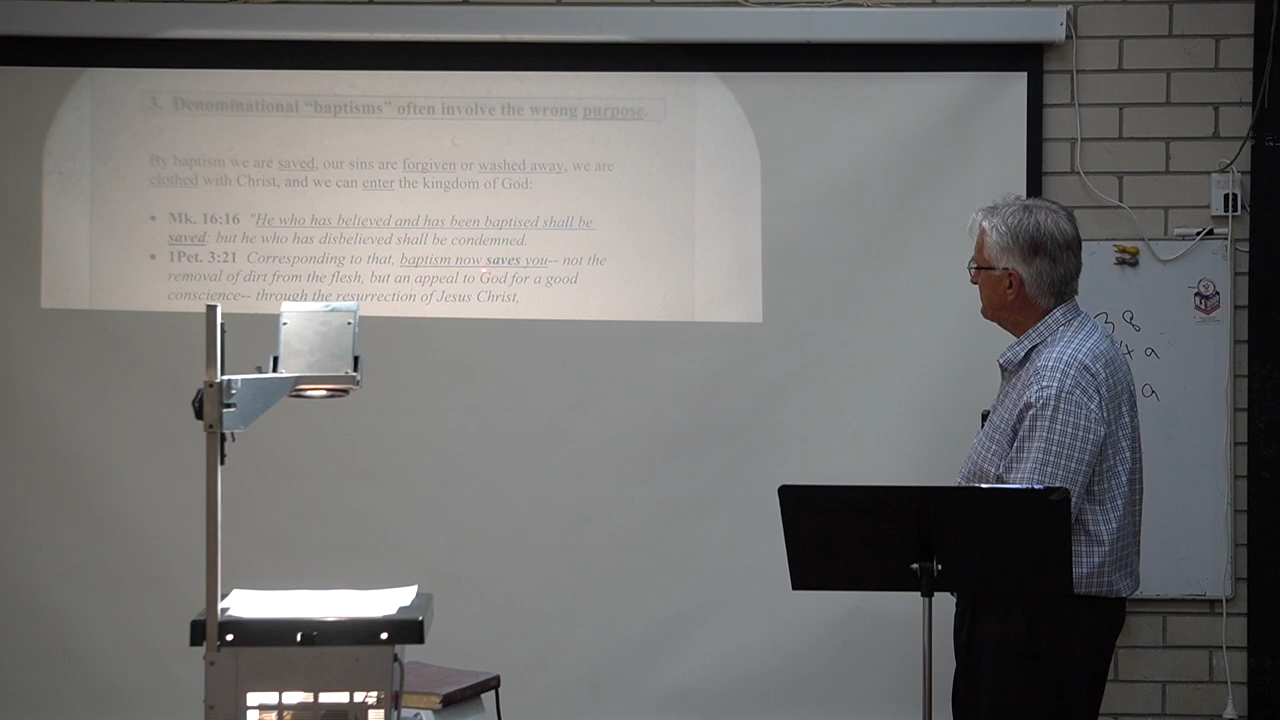 3. Denominational “baptisms” often involve the wrong purpose.
By baptism we are saved, our sins are forgiven or washed away, we are
clothed with Christ, and we can enter the kingdom of God:
• Mk. 16:16 "He who has believed and has been baptised shall be
saved; but he who has disbelieved shall be condemned.
• 1Pet. 3:21 Corresponding to that, baptism now saves you-- not the
removal of dirt from the flesh, but an appeal to God for a good
conscience-- through the resurrection of Jesus Christ,
38
4 9
9